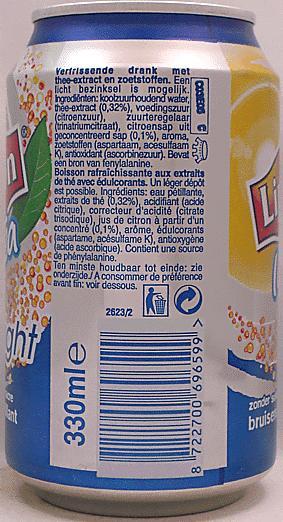 Verfrissende drank met
thee-extract en zoetstoffen. Een
licht bezinksel is mogelijk.
Ingrediënten: koolzuurhoudend water,
thee-extract (0,32%), voedingszuur
(citroenzuur), zuurteregelaar
(trinatriumcitraat), citroensap uit
geconcentreerd sap (0,1%), aroma,
zoetstoffen (aspartaam, acesulfaam
K), antioxidant (ascorbinezuur). Bevat
een bron van fenylalanine.
Boisson rafraîchissante aux extraits
de thé avec édulcorants. Un léger dépôt
est possible. Ingrédients: eau pétillante,
extraits de thé (0,32%), acidifiant (acide
citrique), correcteur d'acidité (citrate
trisodique), jus de citron à partir d'un
concentré (0,1%), arôme, édulcorants
(aspartame, acésulfame K), antioxygène
(acide ascorbique). Contient une source
de phénylalanine.
Ten minste houdbaar tot einde: zie
onderzijde./ A consommer de préférence
avant fin: voir dessous.
2623/2
330ml e
8 722700 696599 >
ght
zonder
bruise